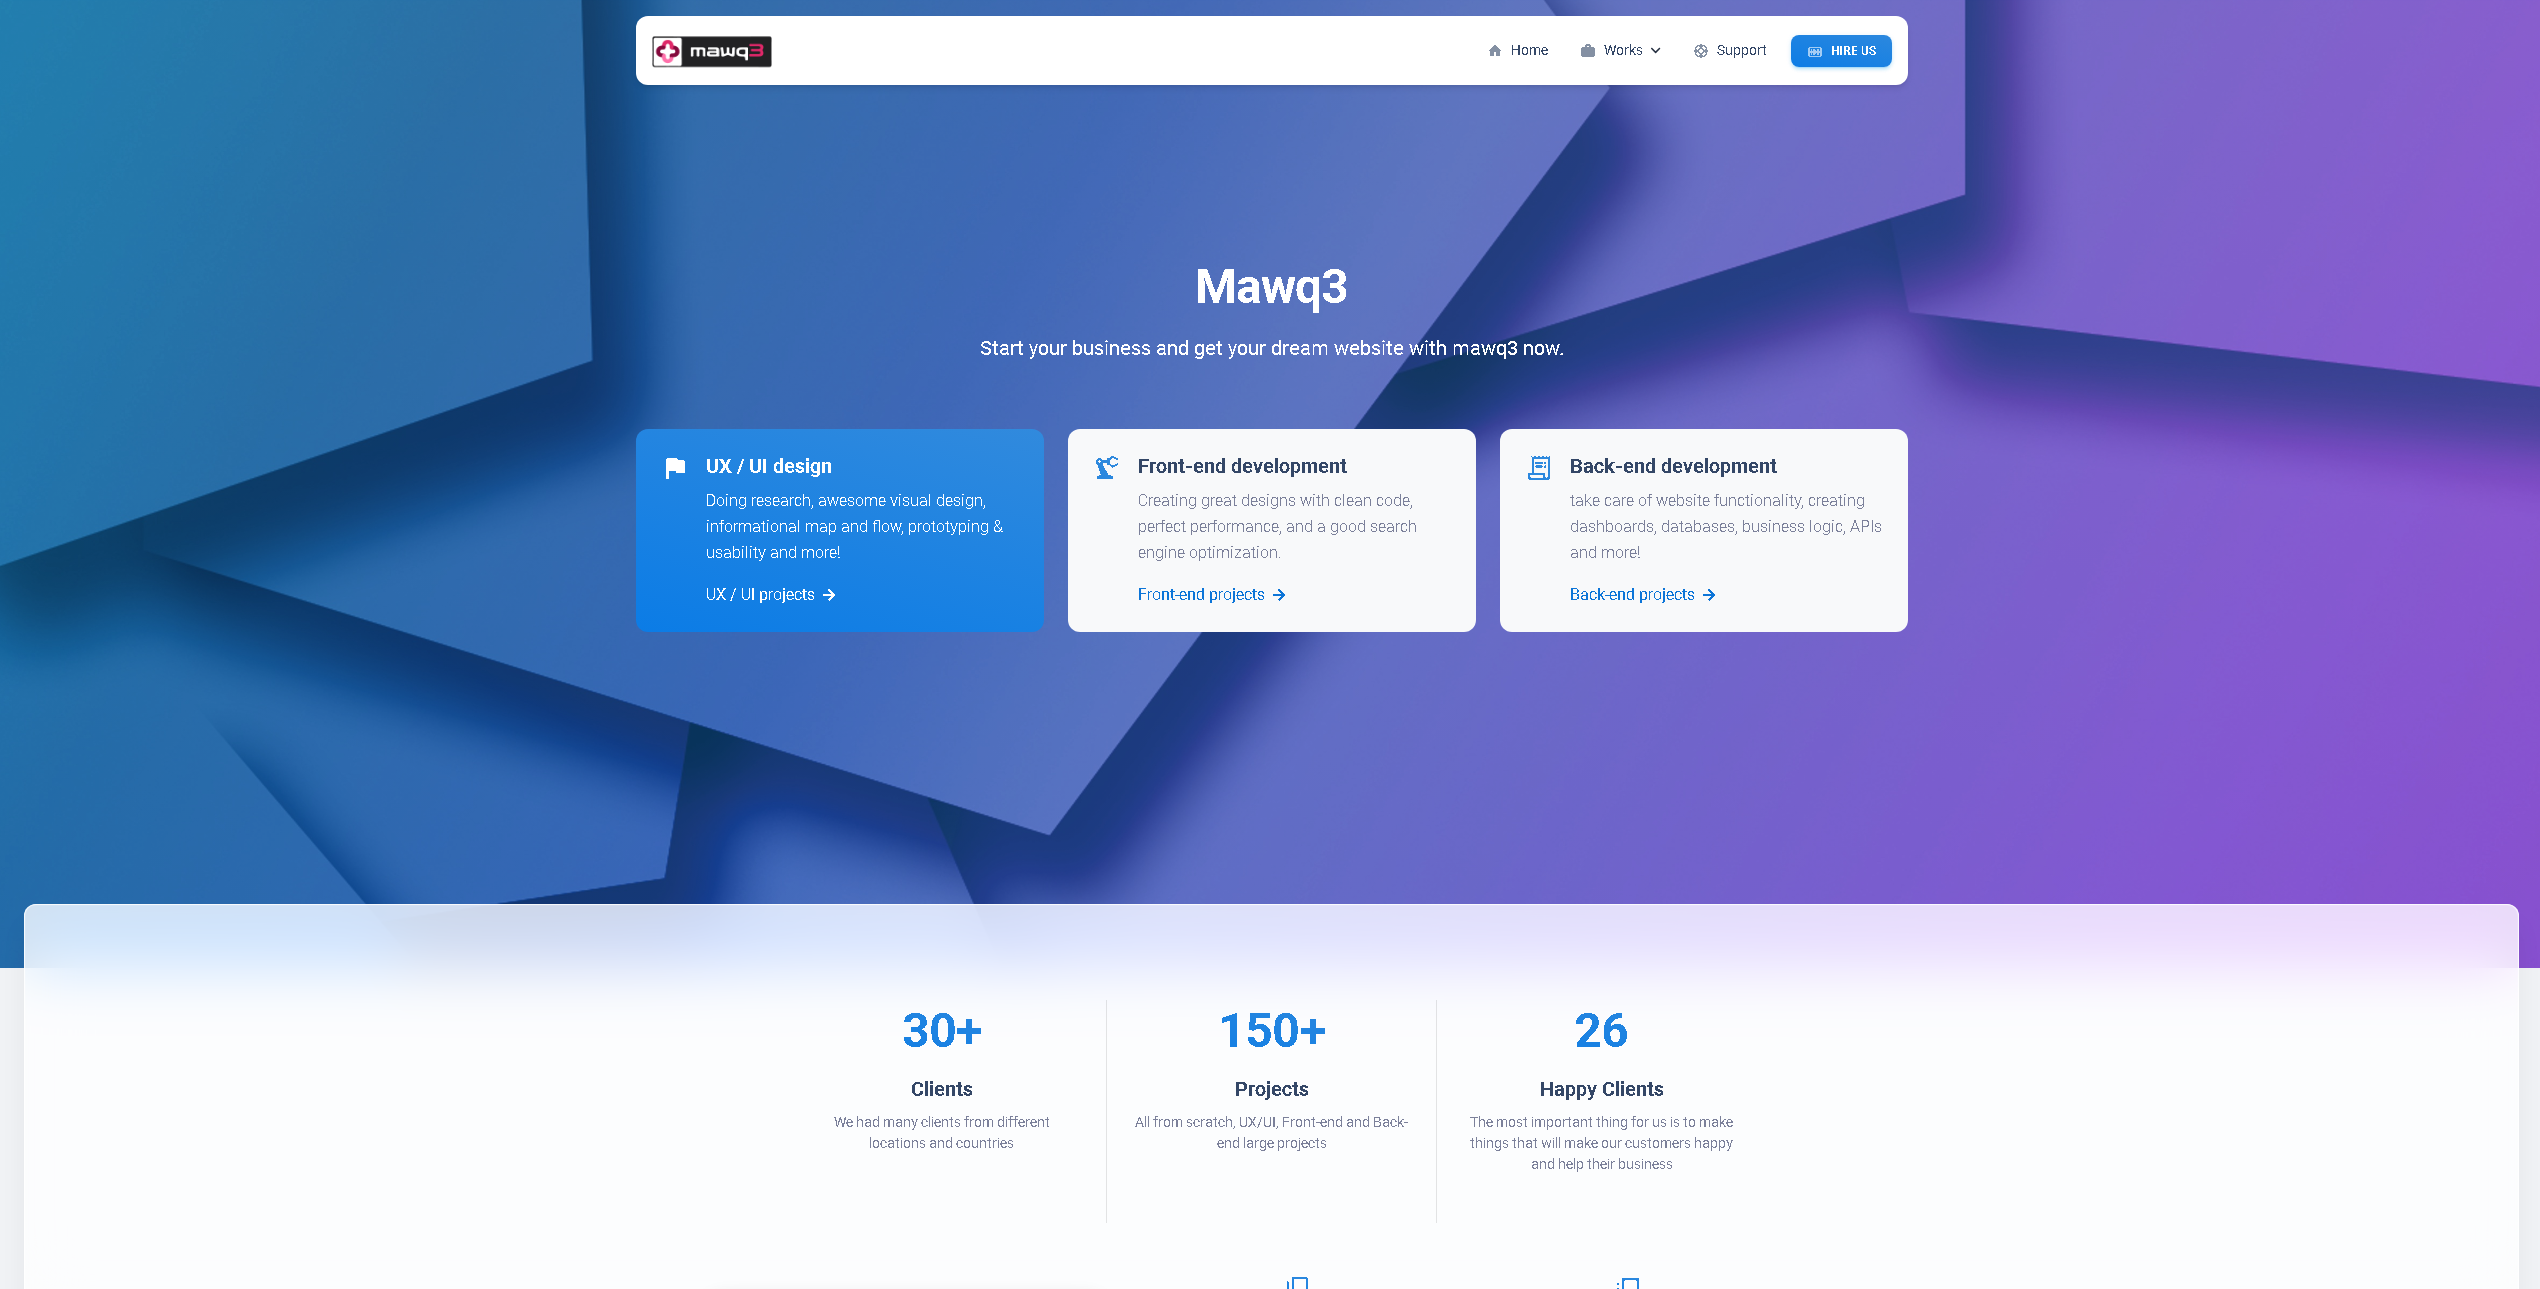 mawq3
Home
Works
Support
HIRE US
Mawq3
Start your business and get your dream website with mawq3 now.
UX / UI design
Doing research, awesome visual design,
informational map and flow, prototyping &
usability and more!
UX / UI projects
Front-end development
Creating great designs with clean code,
perfect performance, and a good search
engine optimization.
Front-end projects
Back-end development
take care of website functionality, creating
dashboards, databases, business logic, APIs
and more!
Back-end projects
30+
Clients
We had many clients from different
locations and countries
150+
Projects
All from scratch, UX/UI, Front-end and Back-
end large projects
26
Happy Clients
The most important thing for us is to make
things that will make our customers happy
and help their business